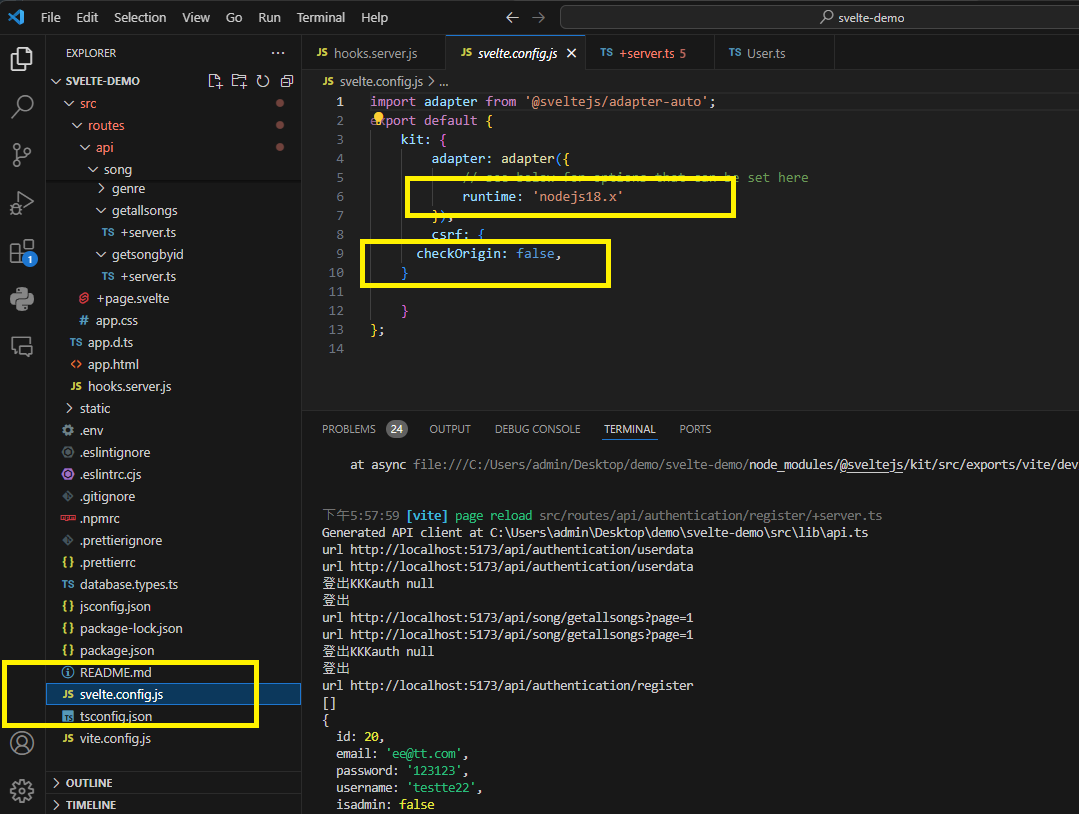 File Edit Selection View Go Run Terminal Help
svelte-demo
EXPLORER
SVELTE-DEMO
src
routes
api
song
genre
getallsongs
TS +server.ts
getsongbyid
TS +server.ts
+page.svelte
# app.css
TS app.d.ts
<> app.html
JS hooks.server.js
static
.env
.eslintignore
.eslintrc.cjs
.gitignore
.npmrc
.prettierignore
{} .prettierrc
TS database.types.ts
{} jsconfig.json
{} package-lock.json
{} package.json
README.md
JS svelte.config.js
TS tsconfig.json
JS vite.config.js
OUTLINE
TIMELINE
1
JS hooks.server.js
JS svelte.config.js
TS +server.ts 5
TS User.ts
JS svelte.config.js > ...
1 import adapter from '@sveltejs/adapter-auto';
2 export default {
3 kit: {
4 adapter: adapter({
5 // see below for options that can be set here
6 runtime: 'nodejs18.x'
7 }),
8 csrf: {
9 checkOrigin: false,
10 }
11
12 }
13 };
14
PROBLEMS 24 OUTPUT DEBUG CONSOLE TERMINAL PORTS
at async file:///C:/Users/admin/Desktop/demo/svelte-demo/node_modules/@sveltejs/kit/src/exports/vite/dev
下午5:57:59 [vite] page reload src/routes/api/authentication/register/+server.ts
Generated API client at C:\Users\admin\Desktop\demo\svelte-demo\src\lib\api.ts
url http://localhost:5173/api/authentication/userdata
url http://localhost:5173/api/authentication/userdata
登出KKKauth null
登出
url http://localhost:5173/api/song/getallsongs?page=1
url http://localhost:5173/api/song/getallsongs?page=1
登出KKKauth null
登出
url http://localhost:5173/api/authentication/register
[]
{
id: 20,
email: 'ee@tt.com',
password: '123123',
username: 'testte22',
isadmin: false